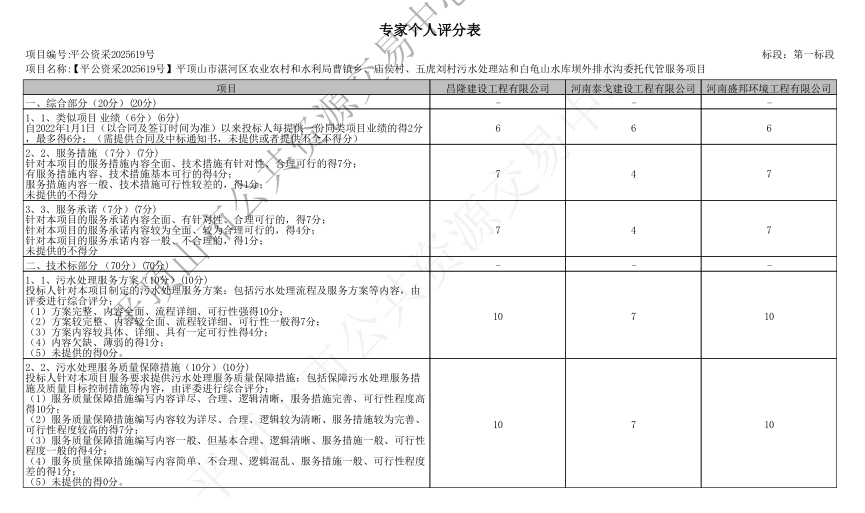 专家个人评分表
项目编号:平公资采2025619号
标段: 第一标段
项目名称:【平公资采2025619号】平顶山市湛河区农业农村和水利局曹镇乡、庙侯村、五虎刘村污水处理站和白龟山水库坝外排水沟委托代管服务项目
项目 昌隆建设工程有限公司 河南泰戈建设工程有限公司 河南盛邦环境工程有限公司
一、综合部分（20分）(20分) - - -
1、1、类似项目 业绩（6分）(6分)
自2022年1月1日（以合同及签订时间为准）以来投标人每提供一份同类项目业绩的得2分
，最多得6分；（需提供合同及中标通知书，未提供或者提供不全不得分）
6 6 6
2、2、服务措施 （7分）(7分)
针对本项目的服务措施内容全面、技术措施有针对性、合理可行的得7分；
有服务措施内容、技术措施基本可行的得4分；
服务措施内容一般、技术措施可行性较差的，得1分；
未提供的不得分
7 4 7
3、3、服务承诺（7分）(7分)
针对本项目的服务承诺内容全面、有针对性、合理可行的，得7分；
针对本项目的服务承诺内容较为全面、较为合理可行的，得4分；
针对本项目的服务承诺内容一般、不合理的，得1分；
未提供的不得分
7 4 7
二、技术标部分 （70分）(70分) - - -
1、1、污水处理服务方案（10分）(10分)
投标人针对本项目制定的污水处理服务方案：包括污水处理流程及服务方案等内容，由
评委进行综合评分；
（1）方案完整、内容全面、流程详细、可行性强得10分；
（2）方案较完整、内容较全面、流程较详细、可行性一般得7分；
（3）方案内容较具体、详细、具有一定可行性得4分；
（4）内容欠缺、薄弱的得1分；
（5）未提供的得0分。
10 7 10
2、2、污水处理服务质量保障措施（10分）(10分)
投标人针对本项目服务要求提供污水处理服务质量保障措施：包括保障污水处理服务措
施及质量目标控制措施等内容，由评委进行综合评分；
（1）服务质量保障措施编写内容详尽、合理、逻辑清晰，服务措施完善、可行性程度高
得10分；
（2）服务质量保障措施编写内容较为详尽、合理、逻辑较为清晰、服务措施较为完善、
可行性程度较高的得7分；
（3）服务质量保障措施编写内容一般、但基本合理、逻辑清晰、服务措施一般、可行性
程度一般的得4分；
（4）服务质量保障措施编写内容简单、不合理、逻辑混乱、服务措施一般、可行性程度
差的得1分；
（5）未提供的得0分。
10 7 10
平顶山市公共资源交易中心
平顶山市公共资源交易中心